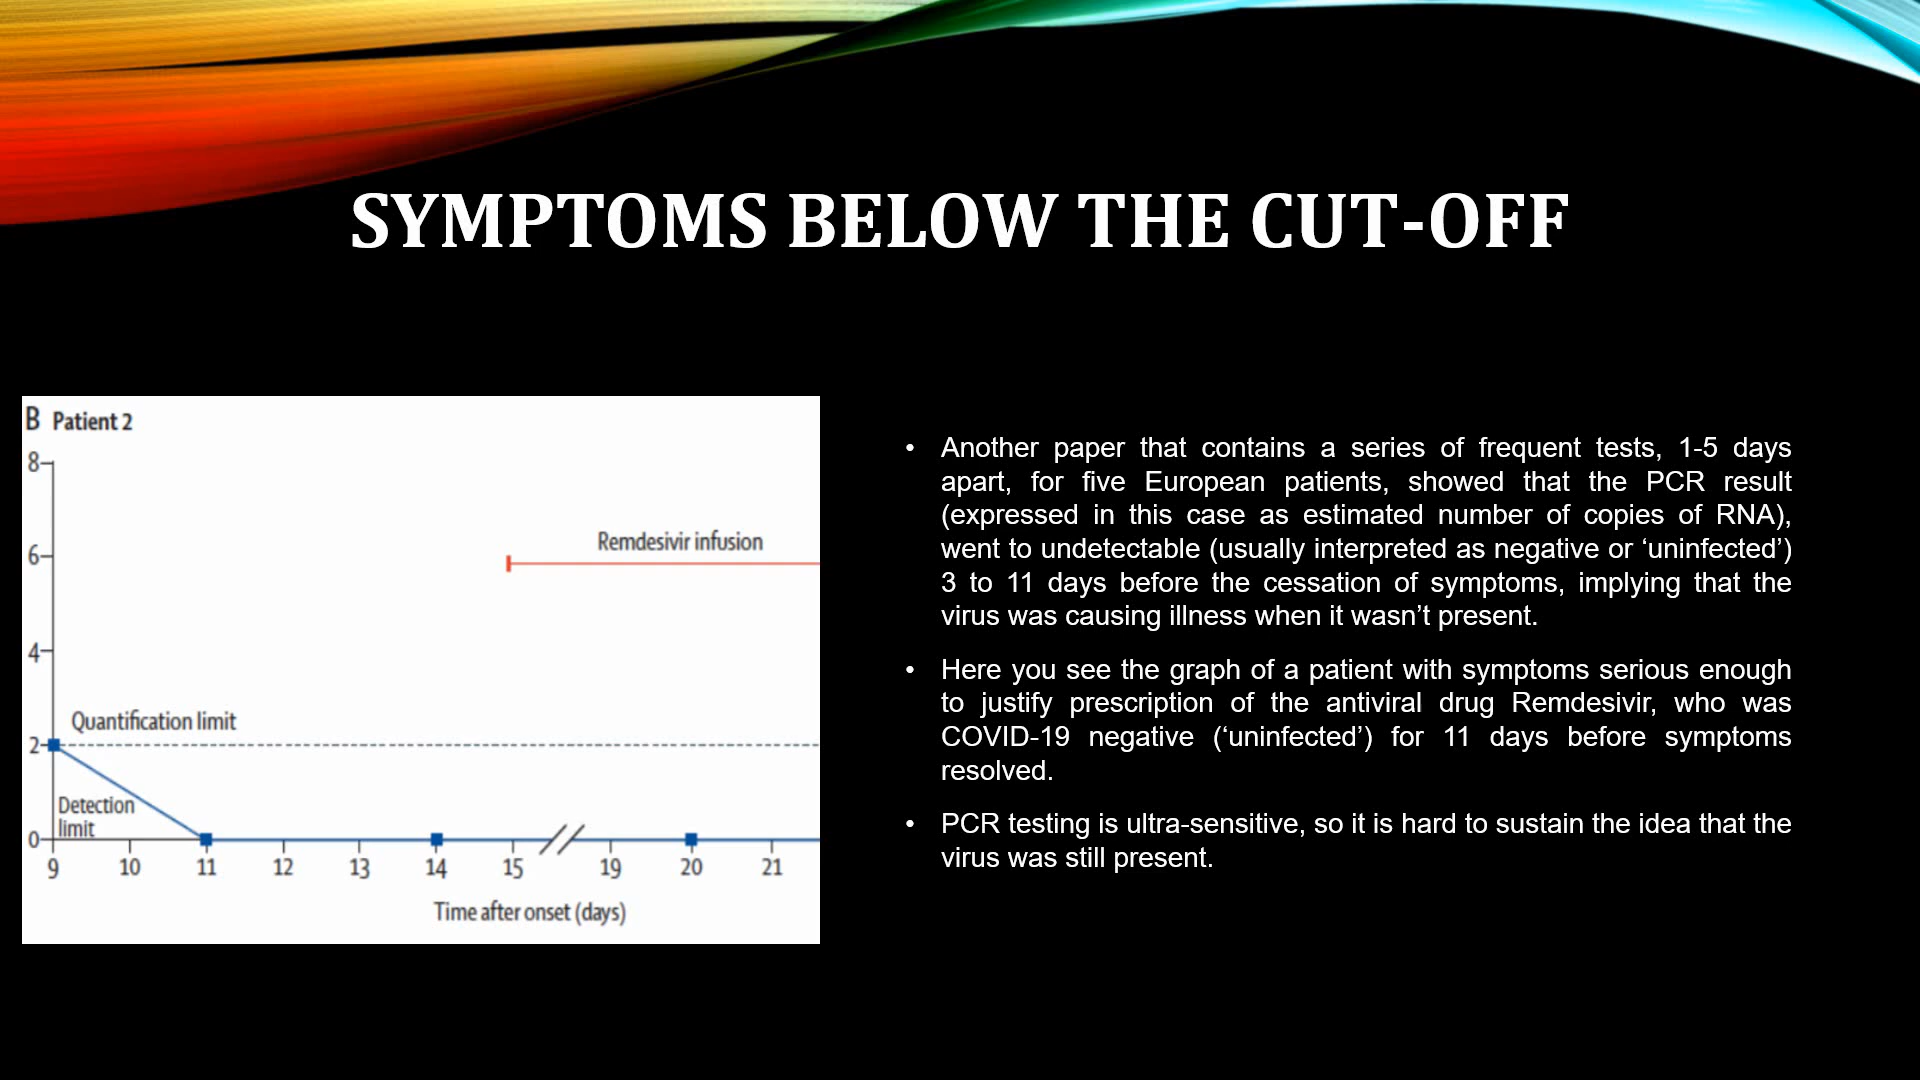 SYMPTOMS BELOW THE CUT-OFF
B Patient 2
8
6
Remdesivir infusion
4
Quantification limit
2
Detection
limit
0
9 10 11 12 13 14 15 19 20 21
Time after onset (days)
• Another paper that contains a series of frequent tests, 1-5 days
apart, for five European patients, showed that the PCR result
(expressed in this case as estimated number of copies of RNA),
went to undetectable (usually interpreted as negative or ‘uninfected’)
3 to 11 days before the cessation of symptoms, implying that the
virus was causing illness when it wasn’t present.
• Here you see the graph of a patient with symptoms serious enough
to justify prescription of the antiviral drug Remdesivir, who was
COVID-19 negative (‘uninfected’) for 11 days before symptoms
resolved.
• PCR testing is ultra-sensitive, so it is hard to sustain the idea that the
virus was still present.